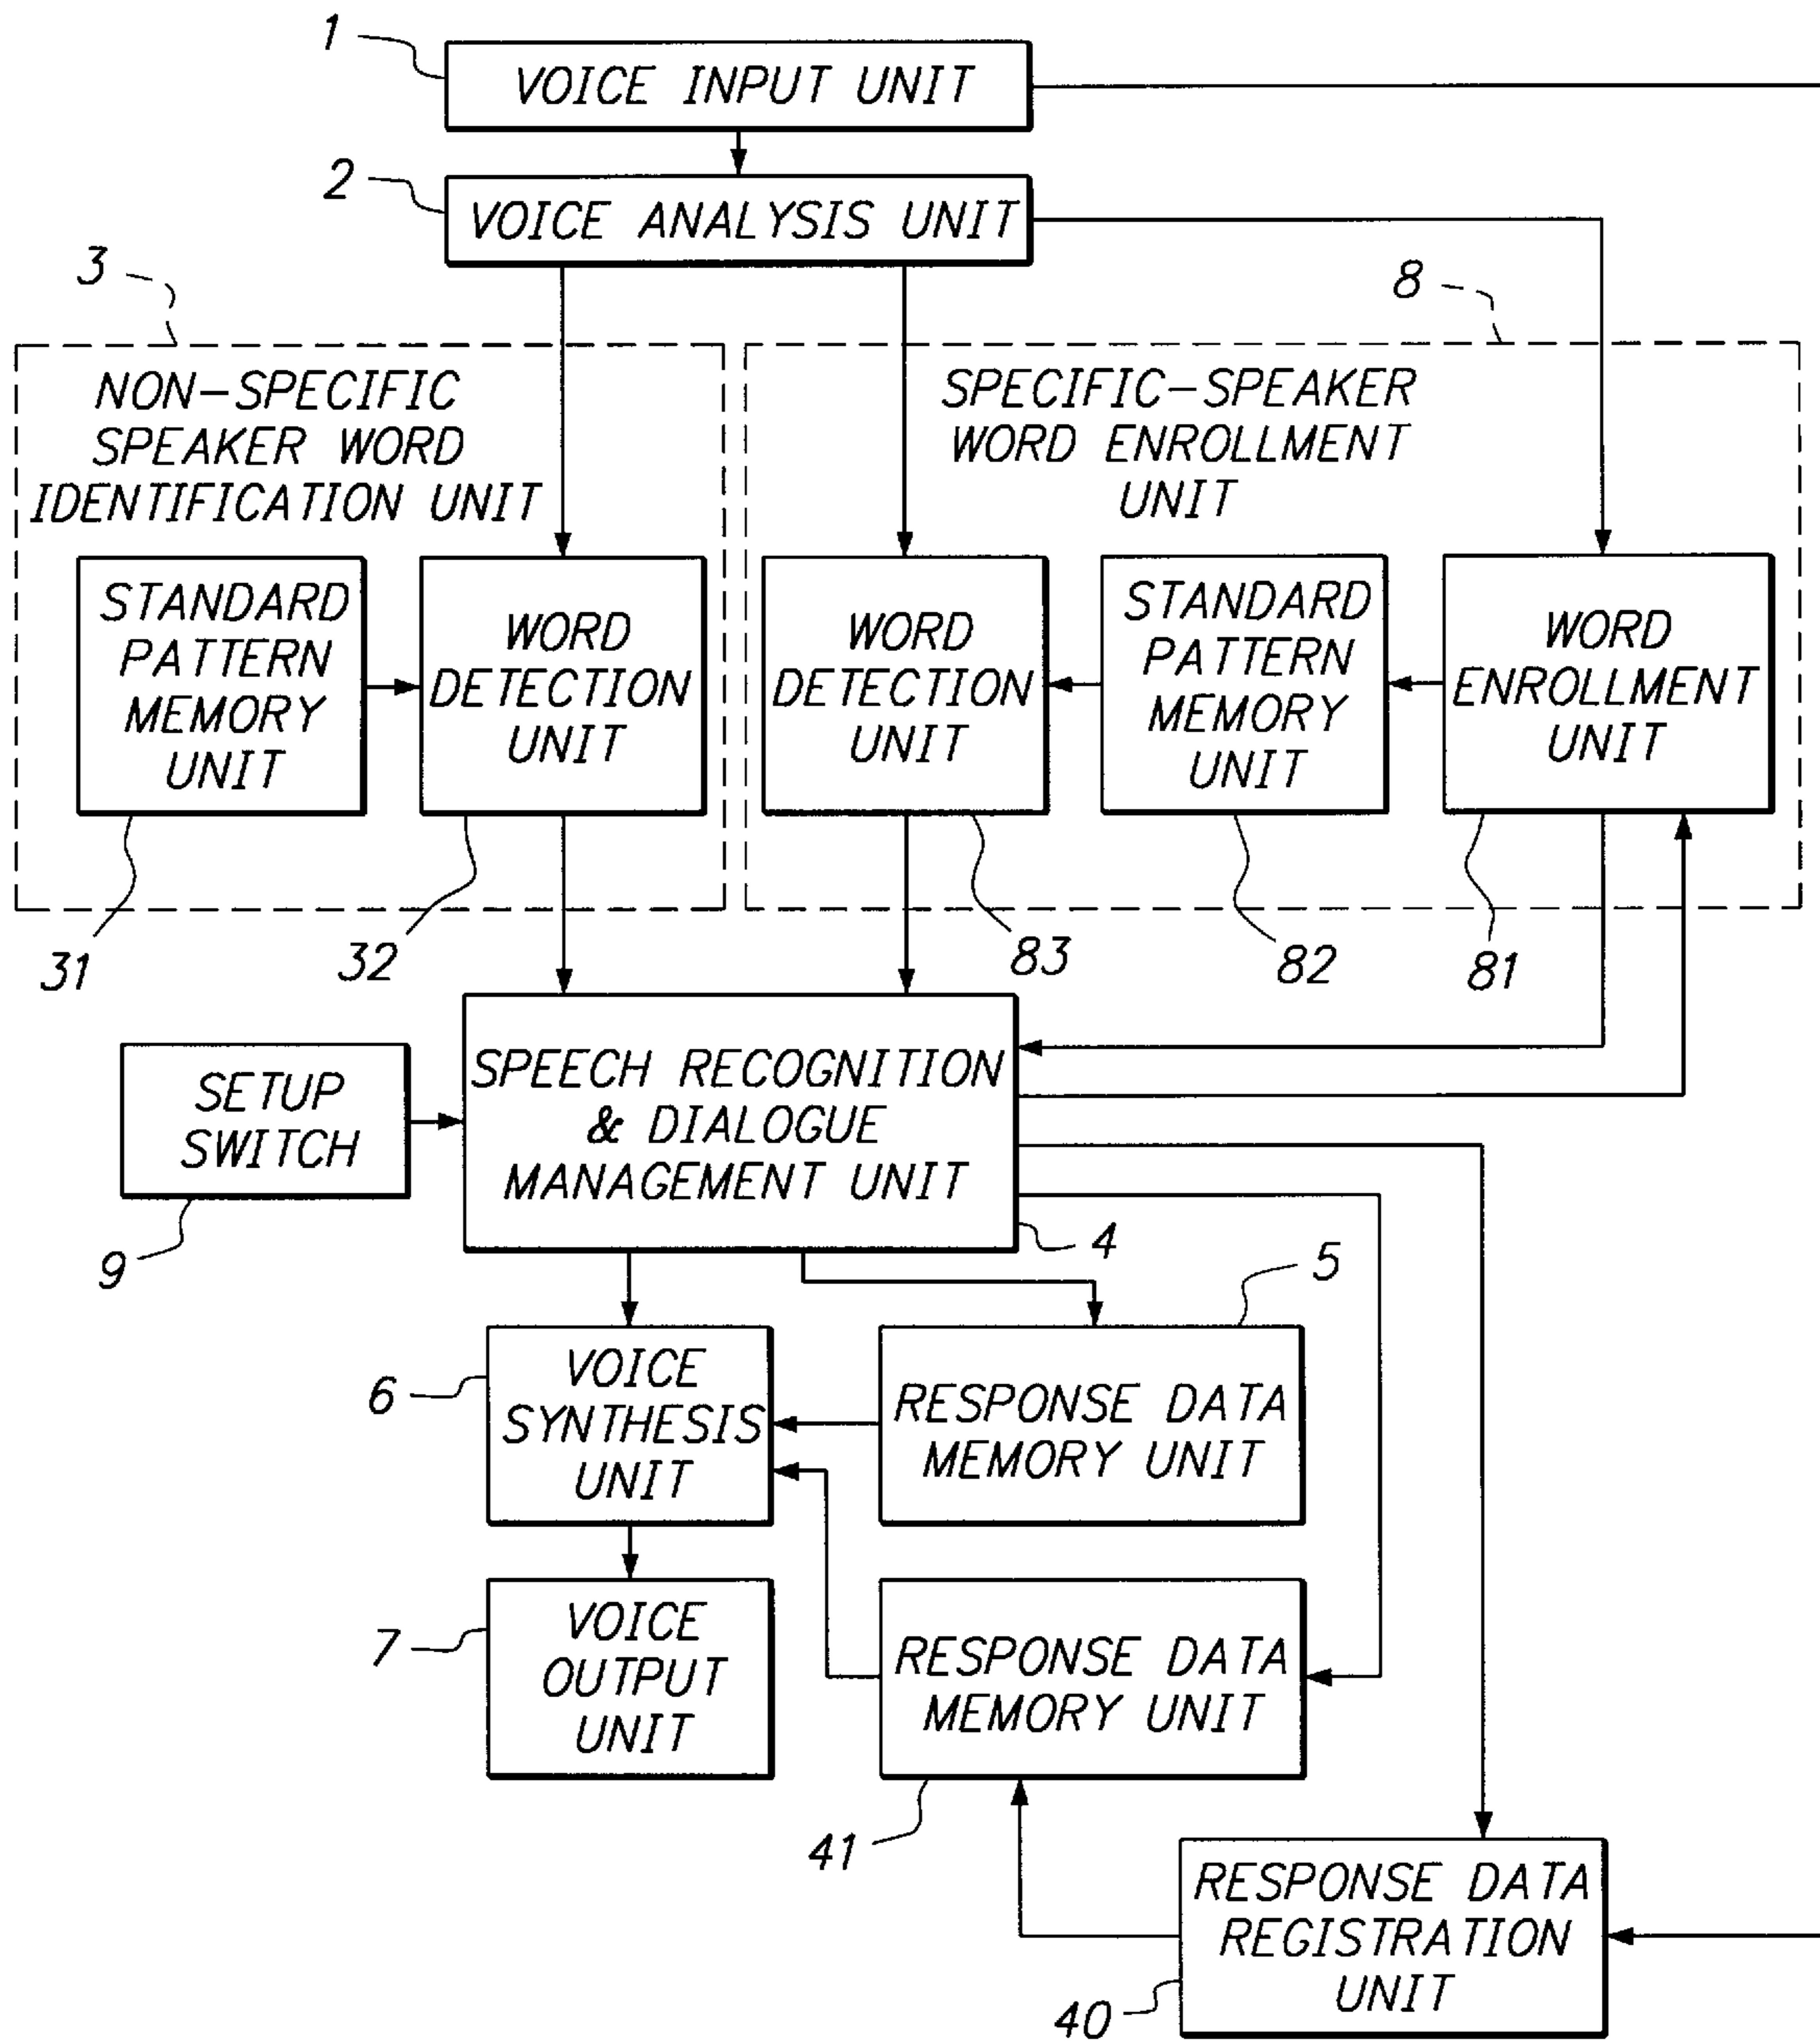 1
VOICE INPUT UNIT
2
VOICE ANALYSIS UNIT
3
8
NON-SPECIFIC
SPEAKER WORD
IDENTIFICATION UNIT
SPECIFIC-SPEAKER
WORD ENROLLMENT
UNIT
STANDARD
PATTERN
MEMORY
UNIT
WORD
DETECTION
UNIT
WORD
DETECTION
UNIT
STANDARD
PATTERN
MEMORY
UNIT
WORD
ENROLLMENT
UNIT
31
32
83
82
81
SETUP
SWITCH
9
SPEECH RECOGNITION
& DIALOGUE
MANAGEMENT UNIT
4
5
6
VOICE
SYNTHESIS
UNIT
RESPONSE DATA
MEMORY UNIT
7
VOICE
OUTPUT
UNIT
RESPONSE DATA
MEMORY UNIT
41
RESPONSE DATA
REGISTRATION
UNIT
40